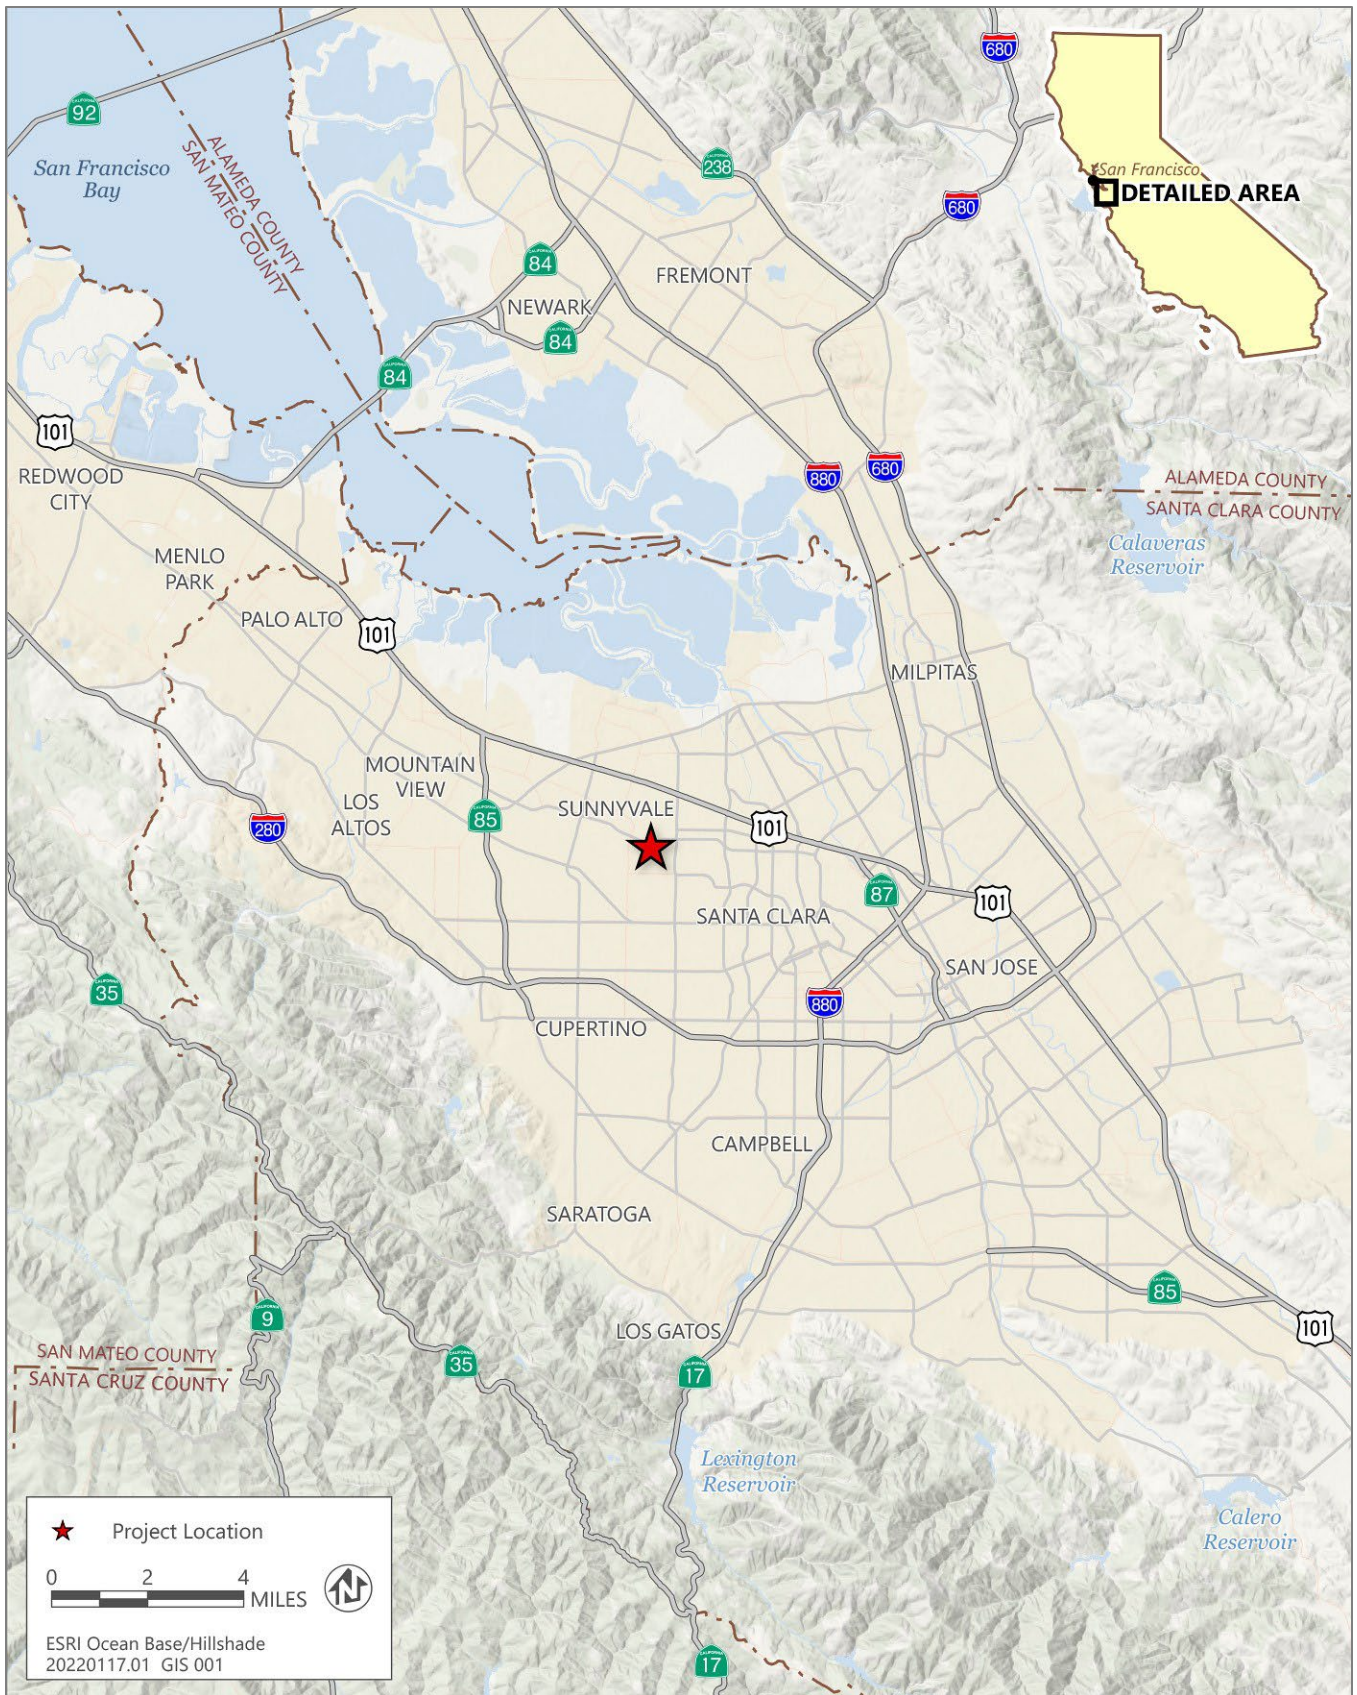 680
92
San Francisco
Bay
ALAMEDA COUNTY
SAN MATEO COUNTY
238
San Francisco
DETAILED AREA
680
84
FREMONT
NEWARK
84
84
101
REDWOOD
CITY
880
680
ALAMEDA COUNTY
SANTA CLARA COUNTY
Calaveras
Reservoir
MENLO
PARK
PALO ALTO
101
MILPITAS
MOUNTAIN
VIEW
LOS
ALTOS
280
85
SUNNYVALE
101
87
101
SANTA CLARA
SAN JOSE
35
880
CUPERTINO
CAMPBELL
SARATOGA
85
9
LOS GATOS
101
SAN MATEO COUNTY
SANTA CRUZ COUNTY
35
17
Lexington
Reservoir
Calero
Reservoir
Project Location
0 2 4
MILES
N
ESRI Ocean Base/Hillshade
20220117.01 GIS 001
17